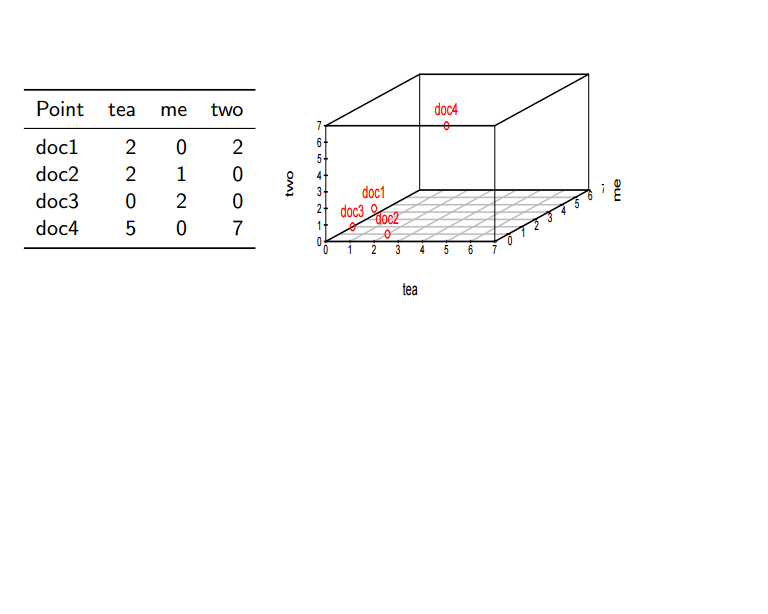 Point tea me two
doc1 2 0 2
doc2 2 1 0
doc3 0 2 0
doc4 5 0 7
doc4
doc1
doc3
doc2
two
7
6
5
4
3
2
1
0
0 1 2 3 4 5 6 7
0 1 2 3 4 5 6 7
me
tea